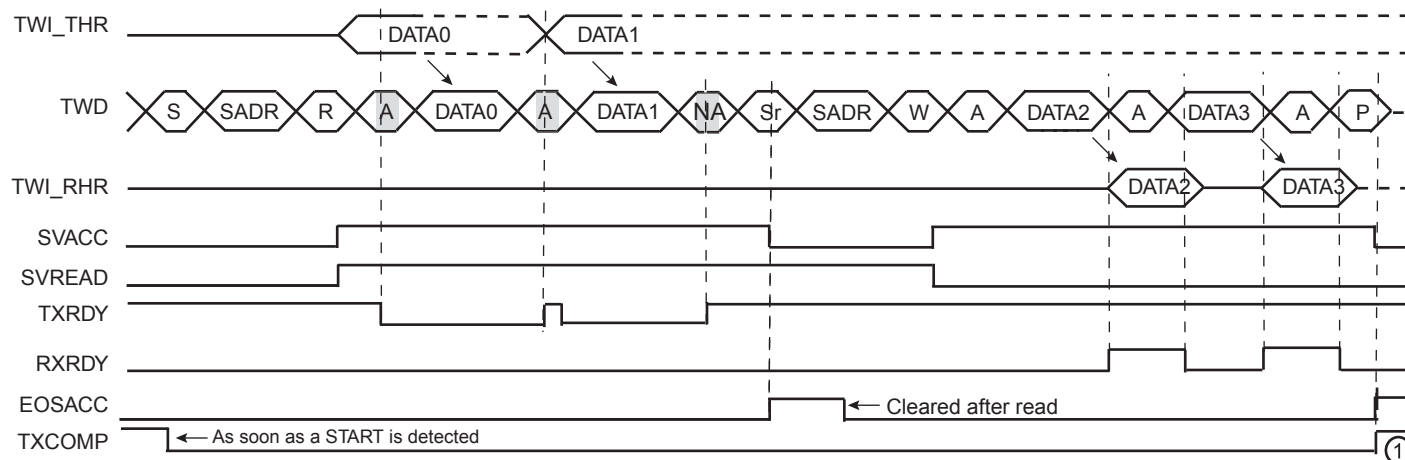 TWI_THR DATA0 DATA1
TWD S SADR R A DATA0 A DATA1 NA Sr SADR W A DATA2 A DATA3 A P
TWI_RHR DATA2 DATA3
SVACC
SVREAD
TXRDY
RXRDY
EOSACC Cleared after read
TXCOMP As soon as a START is detected 1